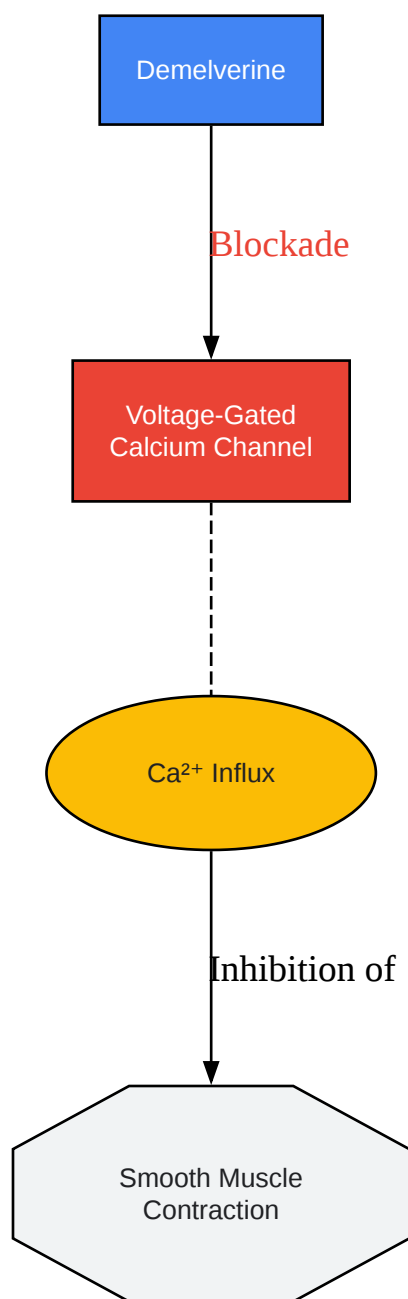 Demelverine
Blockade
Voltage-Gated
Calcium Channel
Ca²⁺ Influx
Inhibition of
Smooth Muscle
Contraction